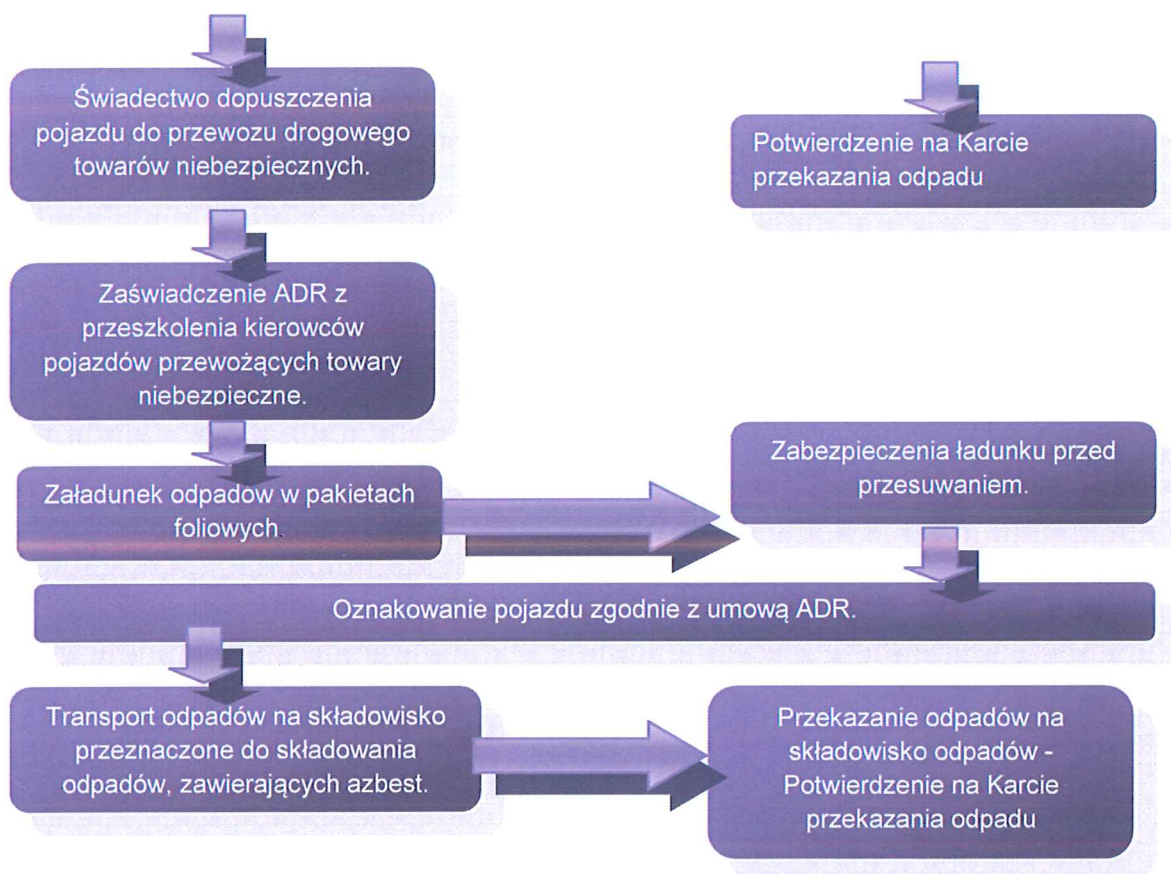 Świadectwo dopuszczenia
pojazdu do przewozu drogowego
towarów niebezpiecznych.
Potwierdzenie na Karcie
przekazania odpadu
Zaświadczenie ADR z
przeszkolenia kierowców
pojazdów przewożących towary
niebezpieczne.
Załadunek odpadów w pakietach
foliowych.
Zabezpieczenia ładunku przed
przesuwaniem.
Oznakowanie pojazdu zgodnie z umową ADR.
Transport odpadów na składowisko
przeznaczone do składowania
odpadów, zawierających azbest.
Przekazanie odpadów na
składowisko odpadów -
Potwierdzenie na Karcie
przekazania odpadu